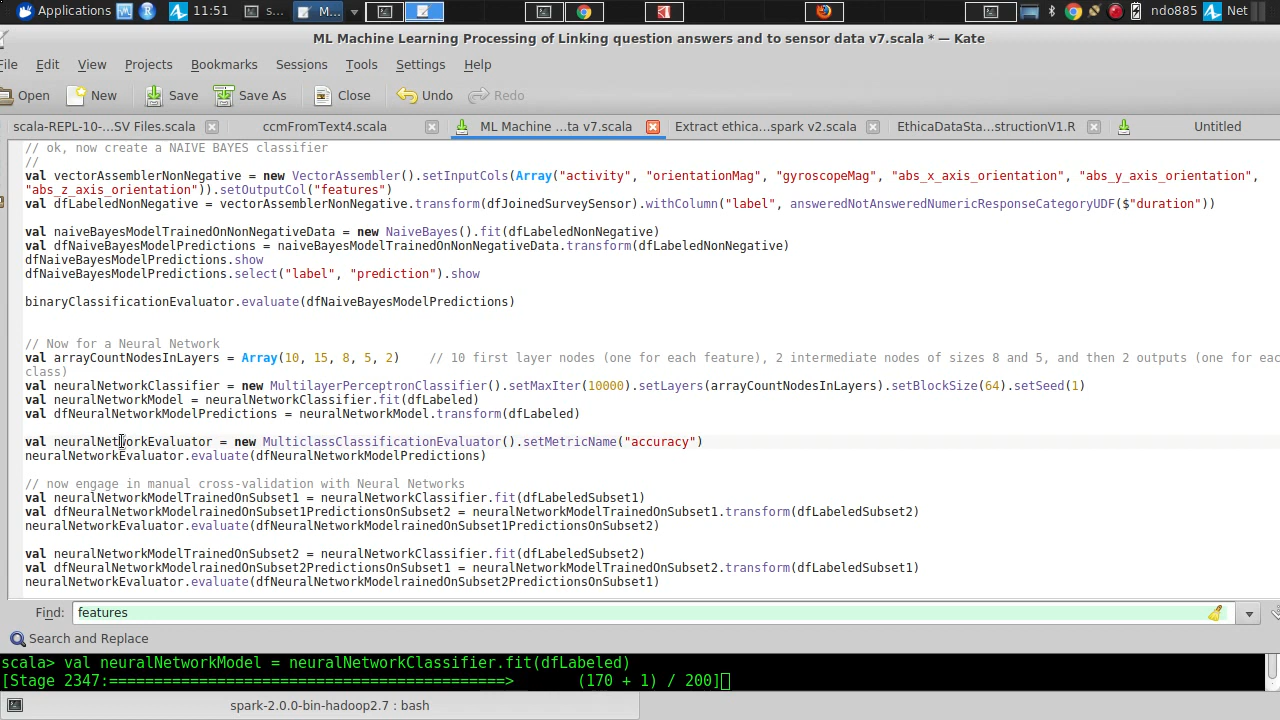 Applications 11:51 s... M... ndo885 Net
ML Machine Learning Processing of Linking question answers and to sensor data v7.scala * — Kate
File Edit View Projects Bookmarks Sessions Tools Settings Help
Open New Save Save As Close Undo Redo
scala-REPL-10-...SV Files.scala ccmFromText4.scala ML Machine ...ta v7.scala Extract ethica...spark v2.scala EthicaDataSta...structionV1.R Untitled
// ok, now create a NAIVE BAYES classifier
//
val vectorAssemblerNonNegative = new VectorAssembler().setInputCols(Array("activity", "orientationMag", "gyroscopeMag", "abs_x_axis_orientation", "abs_y_axis_orientation",
"abs_z_axis_orientation")).setOutputCol("features")
val dfLabeledNonNegative = vectorAssemblerNonNegative.transform(dfJoinedSurveySensor).withColumn("label", answeredNotAnsweredNumericResponseCategoryUDF($"duration"))
val naiveBayesModelTrainedOnNonNegativeData = new NaiveBayes().fit(dfLabeledNonNegative)
val dfNaiveBayesModelPredictions = naiveBayesModelTrainedOnNonNegativeData.transform(dfLabeledNonNegative)
dfNaiveBayesModelPredictions.show
dfNaiveBayesModelPredictions.select("label", "prediction").show
binaryClassificationEvaluator.evaluate(dfNaiveBayesModelPredictions)
// Now for a Neural Network
val arrayCountNodesInLayers = Array(10, 15, 8, 5, 2) // 10 first layer nodes (one for each feature), 2 intermediate nodes of sizes 8 and 5, and then 2 outputs (one for each
class)
val neuralNetworkClassifier = new MultilayerPerceptronClassifier().setMaxIter(10000).setLayers(arrayCountNodesInLayers).setBlockSize(64).setSeed(1)
val neuralNetworkModel = neuralNetworkClassifier.fit(dfLabeled)
val dfNeuralNetworkModelPredictions = neuralNetworkModel.transform(dfLabeled)
val neuralNetworkEvaluator = new MulticlassClassificationEvaluator().setMetricName("accuracy")
neuralNetworkEvaluator.evaluate(dfNeuralNetworkModelPredictions)
// now engage in manual cross-validation with Neural Networks
val neuralNetworkModelTrainedOnSubset1 = neuralNetworkClassifier.fit(dfLabeledSubset1)
val dfNeuralNetworkModelrainedOnSubset1PredictionsOnSubset2 = neuralNetworkModelTrainedOnSubset1.transform(dfLabeledSubset2)
neuralNetworkEvaluator.evaluate(dfNeuralNetworkModelrainedOnSubset1PredictionsOnSubset2)
val neuralNetworkModelTrainedOnSubset2 = neuralNetworkClassifier.fit(dfLabeledSubset2)
val dfNeuralNetworkModelrainedOnSubset2PredictionsOnSubset1 = neuralNetworkModelTrainedOnSubset2.transform(dfLabeledSubset1)
neuralNetworkEvaluator.evaluate(dfNeuralNetworkModelrainedOnSubset2PredictionsOnSubset1)
Find: features
Search and Replace
scala> val neuralNetworkModel = neuralNetworkClassifier.fit(dfLabeled)
[Stage 2347:============================================> (170 + 1) / 200]
spark-2.0.0-bin-hadoop2.7 : bash